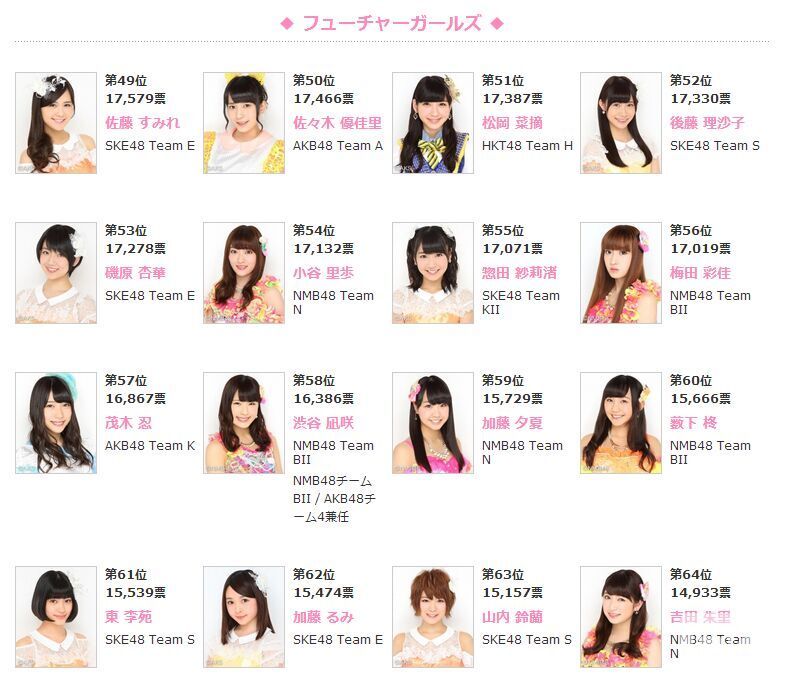 ◆ フューチャーガールズ ◆
第49位
17,579票
佐藤 すみれ
SKE48 Team E
第50位
17,466票
佐々木 優佳里
AKB48 Team A
第51位
17,387票
松岡 菜摘
HKT48 Team H
第52位
17,330票
後藤 理沙子
SKE48 Team S
第53位
17,278票
磯原 杏華
SKE48 Team E
第54位
17,132票
小谷 里歩
NMB48 Team
N
第55位
17,071票
惣田 紗莉渚
SKE48 Team
KII
第56位
17,019票
梅田 彩佳
NMB48 Team
BII
第57位
16,867票
茂木 忍
AKB48 Team K
第58位
16,386票
渋谷 凪咲
NMB48 Team
BII
NMB48チーム
BII / AKB48チ
ーム4兼任
第59位
15,729票
加藤 夕夏
NMB48 Team
N
第60位
15,666票
薮下 柊
NMB48 Team
BII
第61位
15,539票
東 李苑
SKE48 Team S
第62位
15,474票
加藤 るみ
SKE48 Team E
第63位
15,157票
山内 鈴蘭
SKE48 Team S
第64位
14,933票
吉田 朱里
NMB48 Team
N